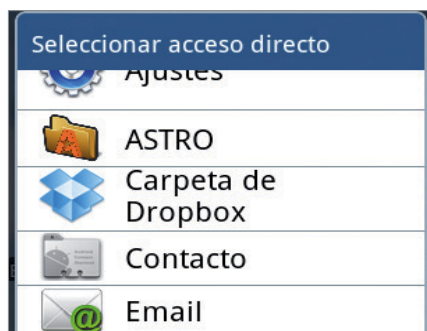 Seleccionar acceso directo
Ajustes
ASTRO
Carpeta de
Dropbox
Contacto
Email